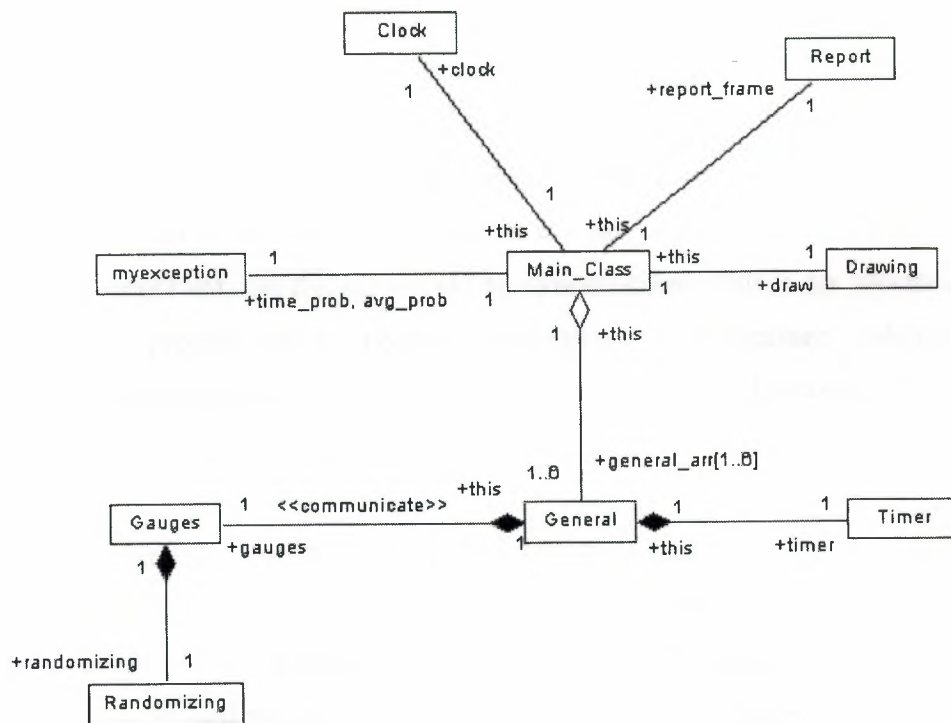 Clock
+clock
1
Report
+report_frame
1
1
+this
+this
1
myexception
1
+time_prob, avg_prob
1
Main_Class
+this
1
1
+draw
Drawing
1
+this
+general_arr[1..8]
1..8
+this
Gauges
1
<<communicate>>
+gauges
1
General
1
+this
1
+timer
Timer
1
+randomizing
1
Randomizing